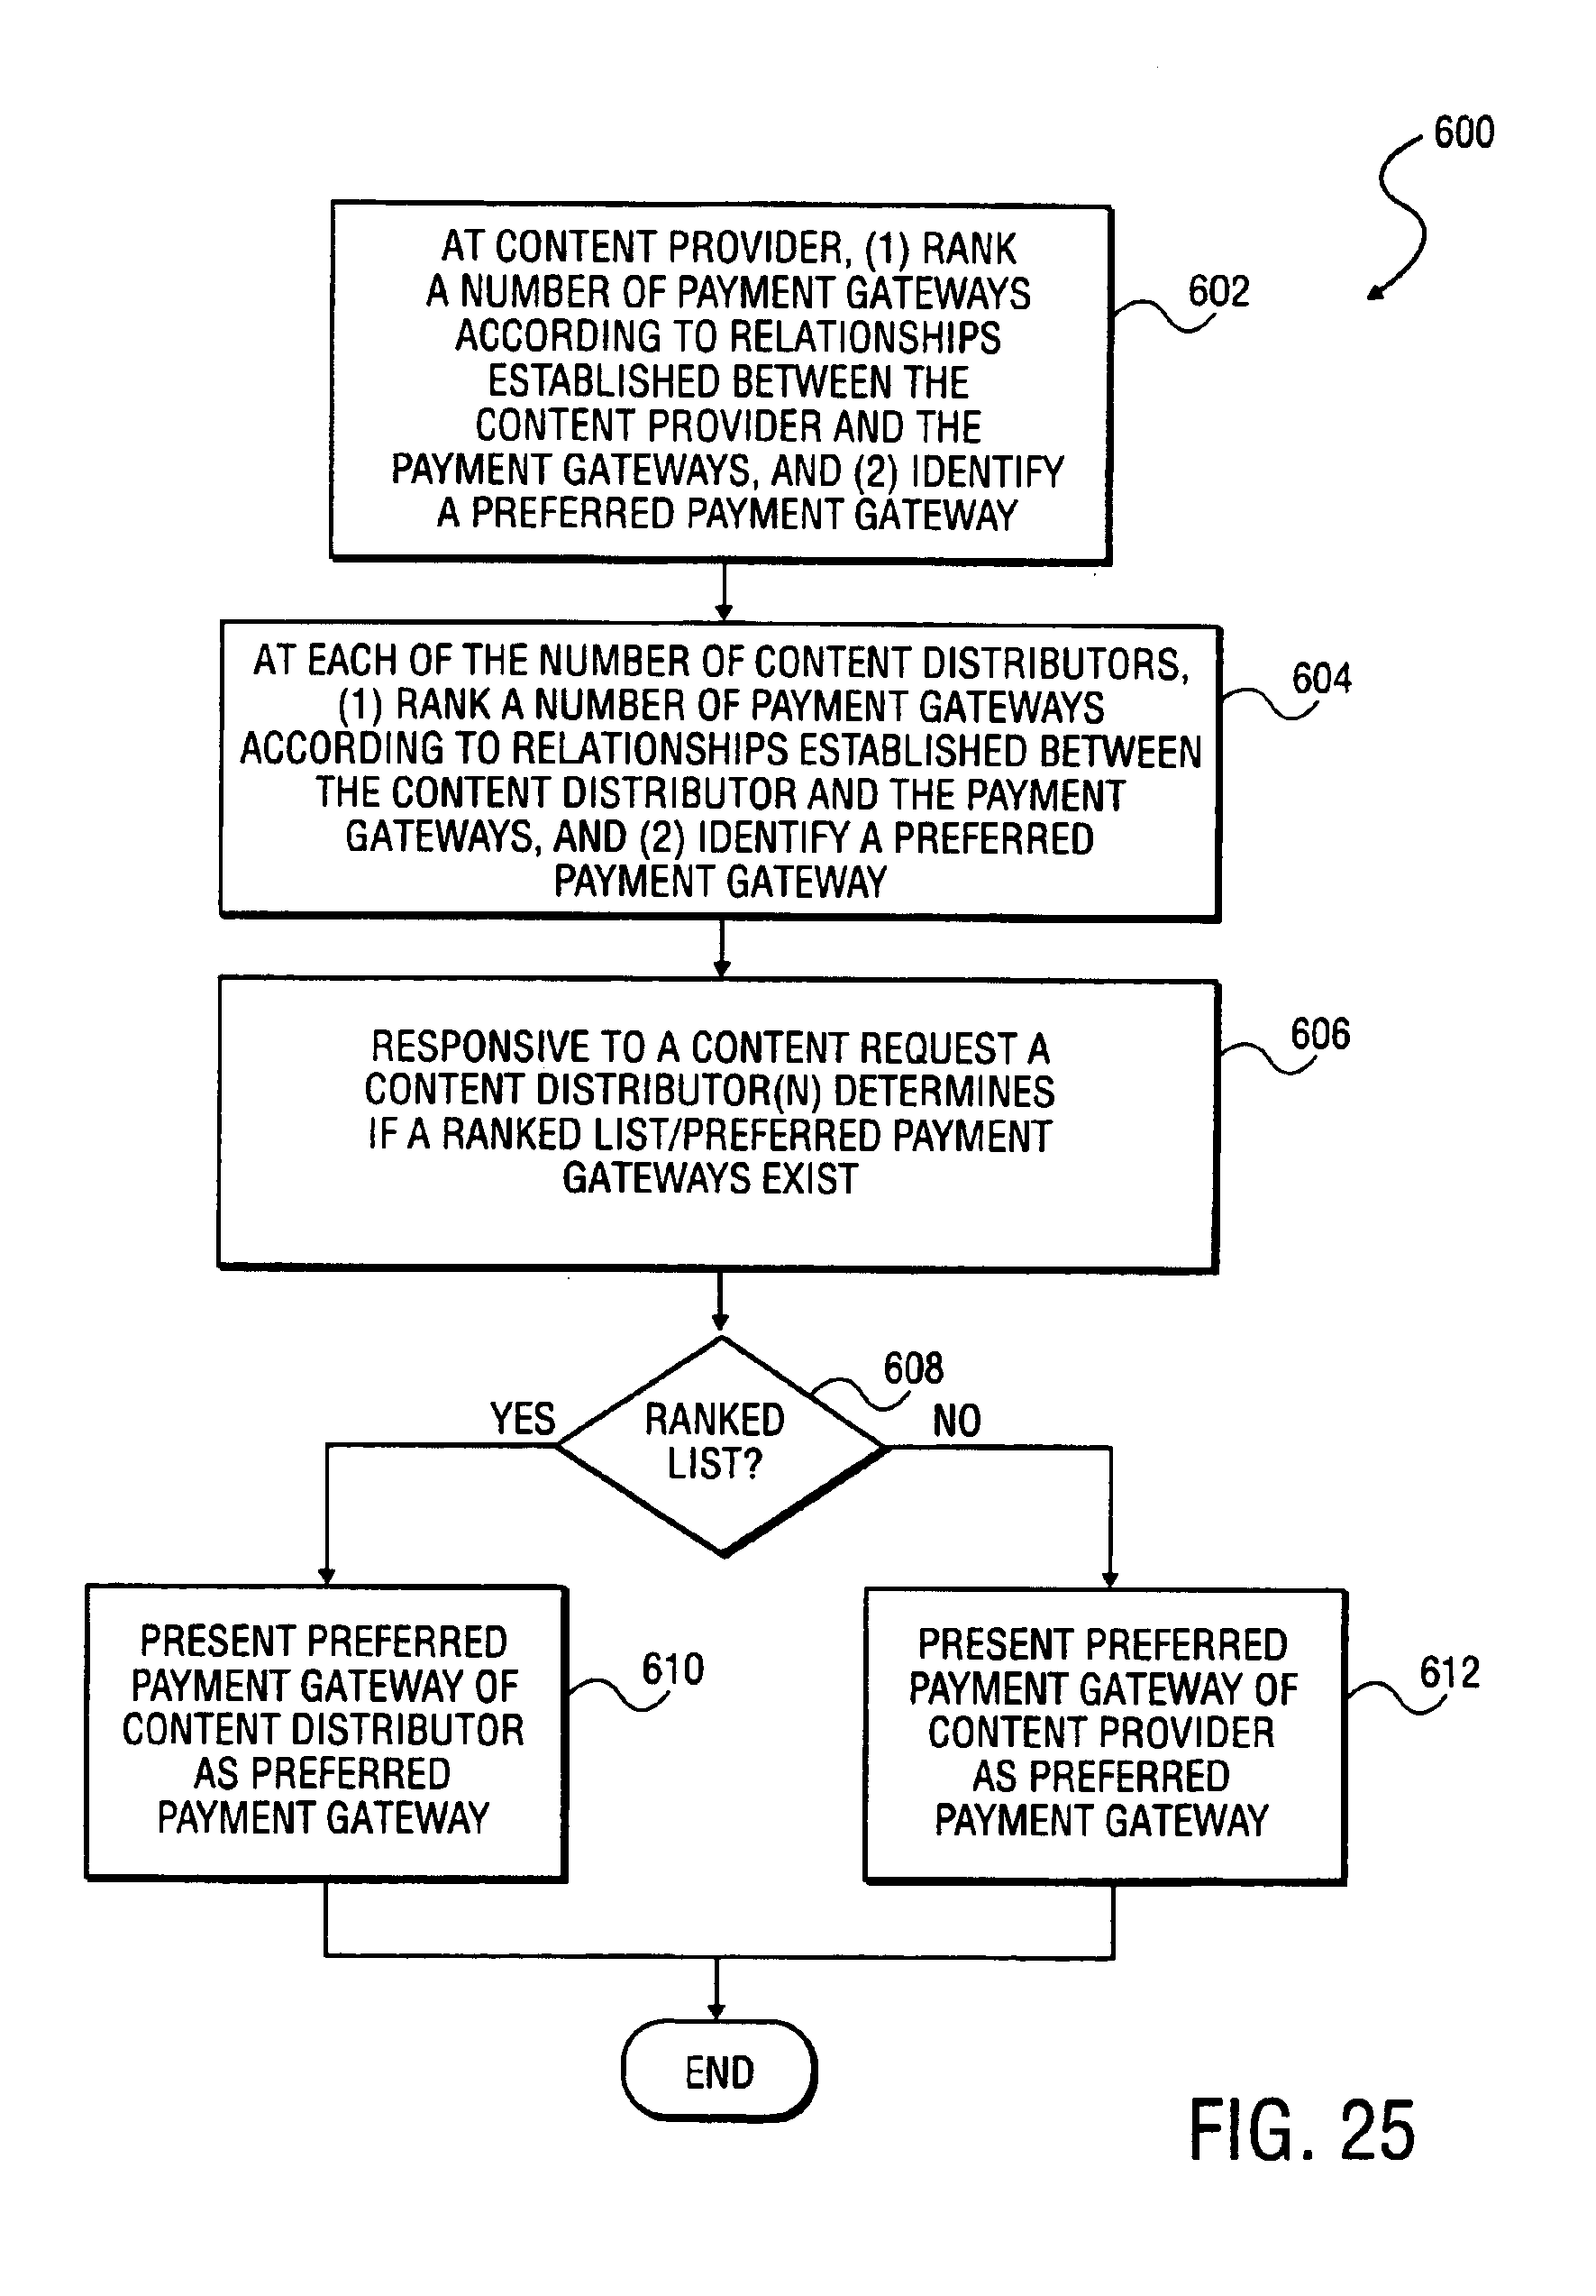 600
AT CONTENT PROVIDER, (1) RANK
A NUMBER OF PAYMENT GATEWAYS
ACCORDING TO RELATIONSHIPS
ESTABLISHED BETWEEN THE
CONTENT PROVIDER AND THE
PAYMENT GATEWAYS, AND (2) IDENTIFY
A PREFERRED PAYMENT GATEWAY
602
AT EACH OF THE NUMBER OF CONTENT DISTRIBUTORS,
(1) RANK A NUMBER OF PAYMENT GATEWAYS
ACCORDING TO RELATIONSHIPS ESTABLISHED BETWEEN
THE CONTENT DISTRIBUTOR AND THE PAYMENT
GATEWAYS, AND (2) IDENTIFY A PREFERRED
PAYMENT GATEWAY
604
RESPONSIVE TO A CONTENT REQUEST A
CONTENT DISTRIBUTOR(N) DETERMINES
IF A RANKED LIST/PREFERRED PAYMENT
GATEWAYS EXIST
606
608
YES
RANKED
LIST?
NO
PRESENT PREFERRED
PAYMENT GATEWAY OF
CONTENT DISTRIBUTOR
AS PREFERRED
PAYMENT GATEWAY
610
PRESENT PREFERRED
PAYMENT GATEWAY OF
CONTENT PROVIDER
AS PREFERRED
PAYMENT GATEWAY
612
END
FIG. 25